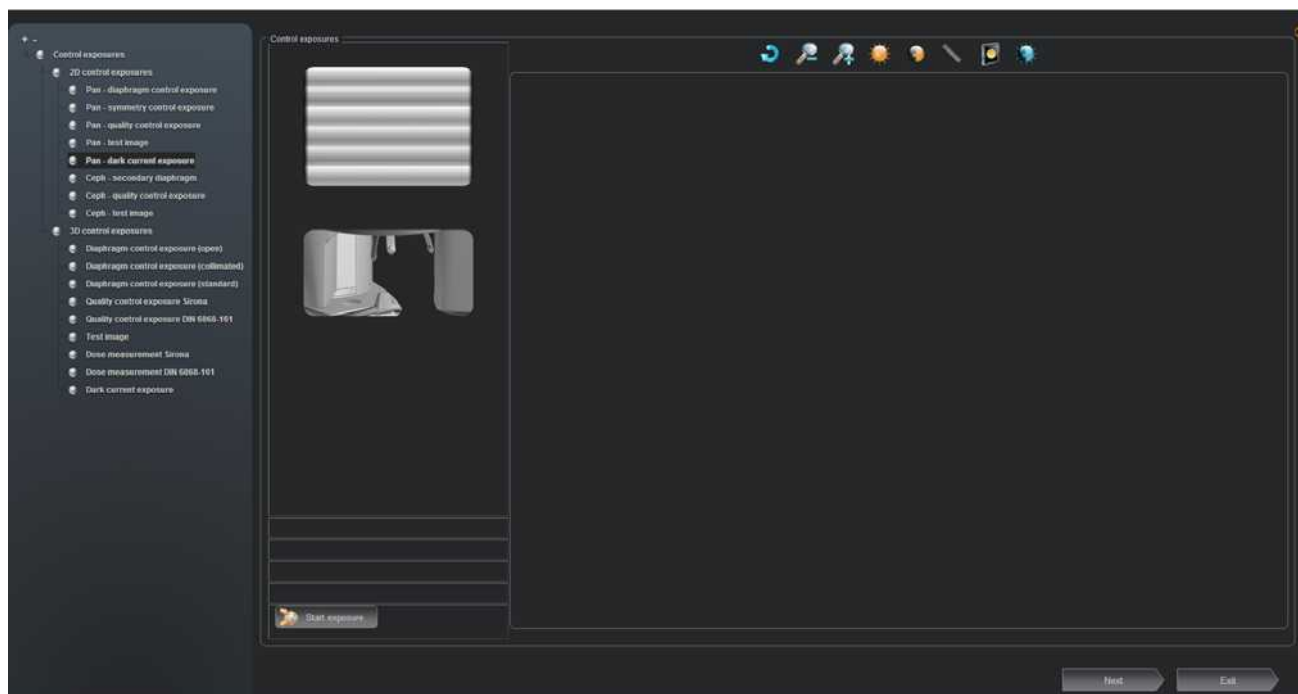 + -
Control exposures
2D control exposures
Pan - diaphragm control exposure
Pan - symmetry control exposure
Pan - quality control exposure
Pan - test image
Pan - dark current exposure
Ceph - secondary diaphragm
Ceph - quality control exposure
Ceph - test image
3D control exposures
Diaphragm control exposure (open)
Diaphragm control exposure (collimated)
Diaphragm control exposure (standard)
Quality control exposure Sirona
Quality control exposure DIN 6868-101
Test image
Dose measurement Sirona
Dose measurement DIN 6868-101
Dark current exposure
Control exposures
Start exposure
Next
Exit